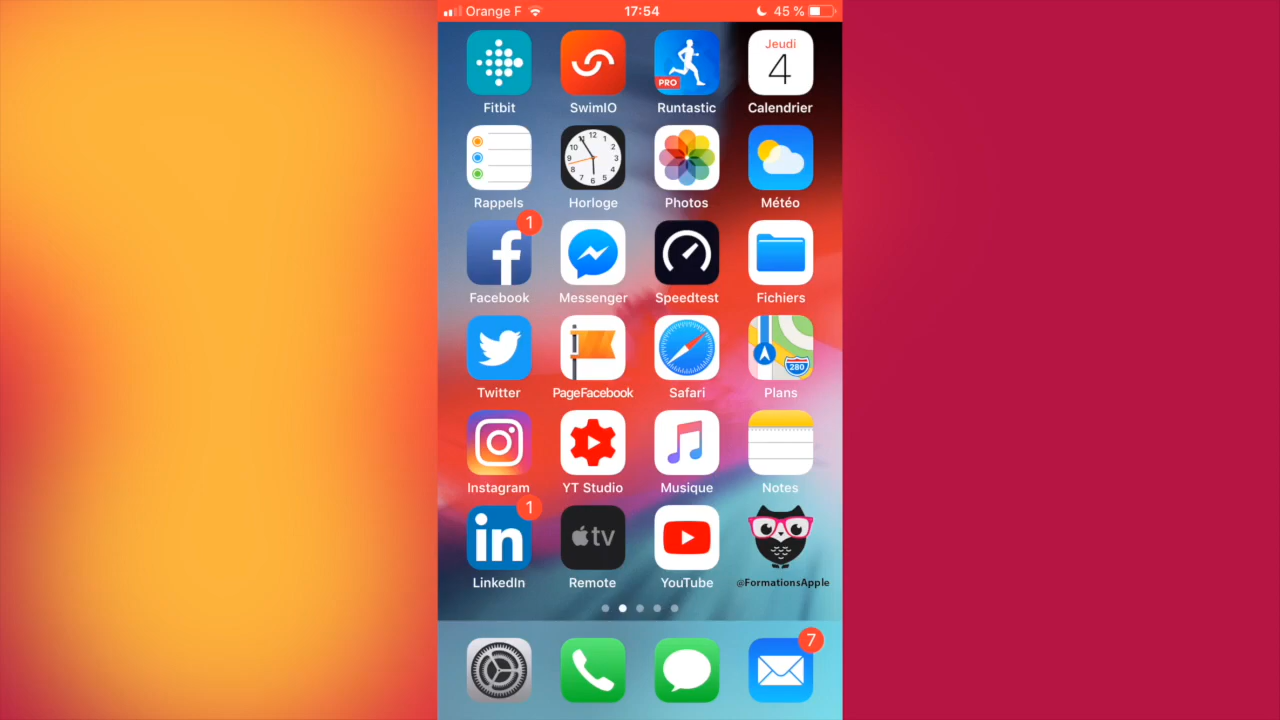 Orange F 17:54 45 %
Jeudi
4
PRO
Fitbit SwimIO Runtastic Calendrier
Rappels Horloge Photos Météo
1
Facebook Messenger Speedtest Fichiers
280
Twitter PageFacebook Safari Plans
Instagram YT Studio Musique Notes
1
in tv
LinkedIn Remote YouTube @FormationsApple
7